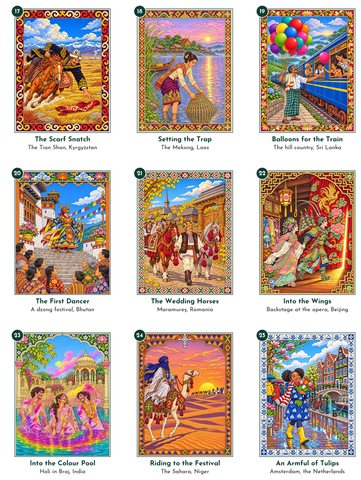 17
18
19
The Scarf Snatch
The Tian Shan, Kyrgyzstan
Setting the Trap
The Mekong, Laos
Balloons for the Train
The hill country, Sri Lanka
20
21
22
The First Dancer
A dzong festival, Bhutan
The Wedding Horses
Maramures, Romania
Into the Wings
Backstage at the opera, Beijing
23
24
25
Into the Colour Pool
Holi in Braj, India
Riding to the Festival
The Sahara, Niger
An Armful of Tulips
Amsterdam, the Netherlands